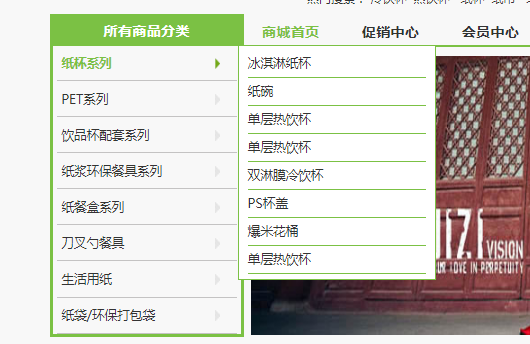 所有商品分类 商城首页 促销中心 会员中心
纸杯系列
PET系列
饮品杯配套系列
纸浆环保餐具系列
纸餐盒系列
刀叉勺餐具
生活用纸
纸袋/环保打包袋
冰淇淋纸杯
纸碗
单层热饮杯
单层热饮杯
双淋膜冷饮杯
PS杯盖
爆米花桶
单层热饮杯
VISION
LOVE IN PERPETUITY